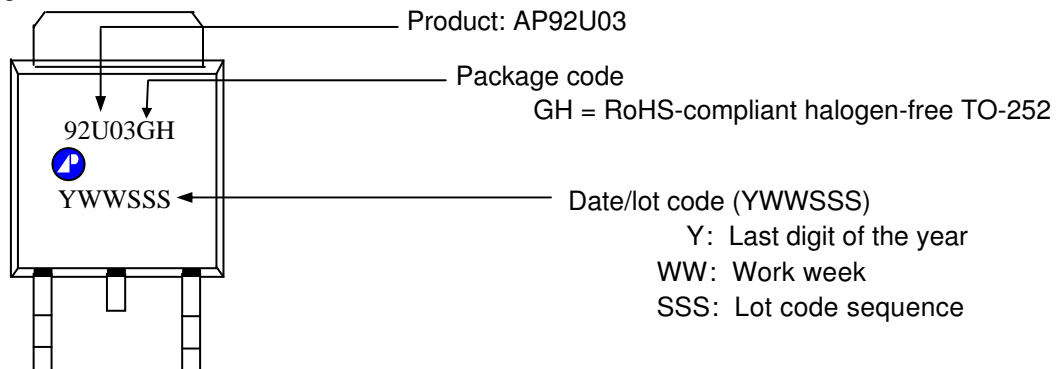 Product: AP92U03
Package code
GH = RoHS-compliant halogen-free TO-252
92U03GH
AP
YWWSSS
Date/lot code (YWWSSS)
Y: Last digit of the year
WW: Work week
SSS: Lot code sequence